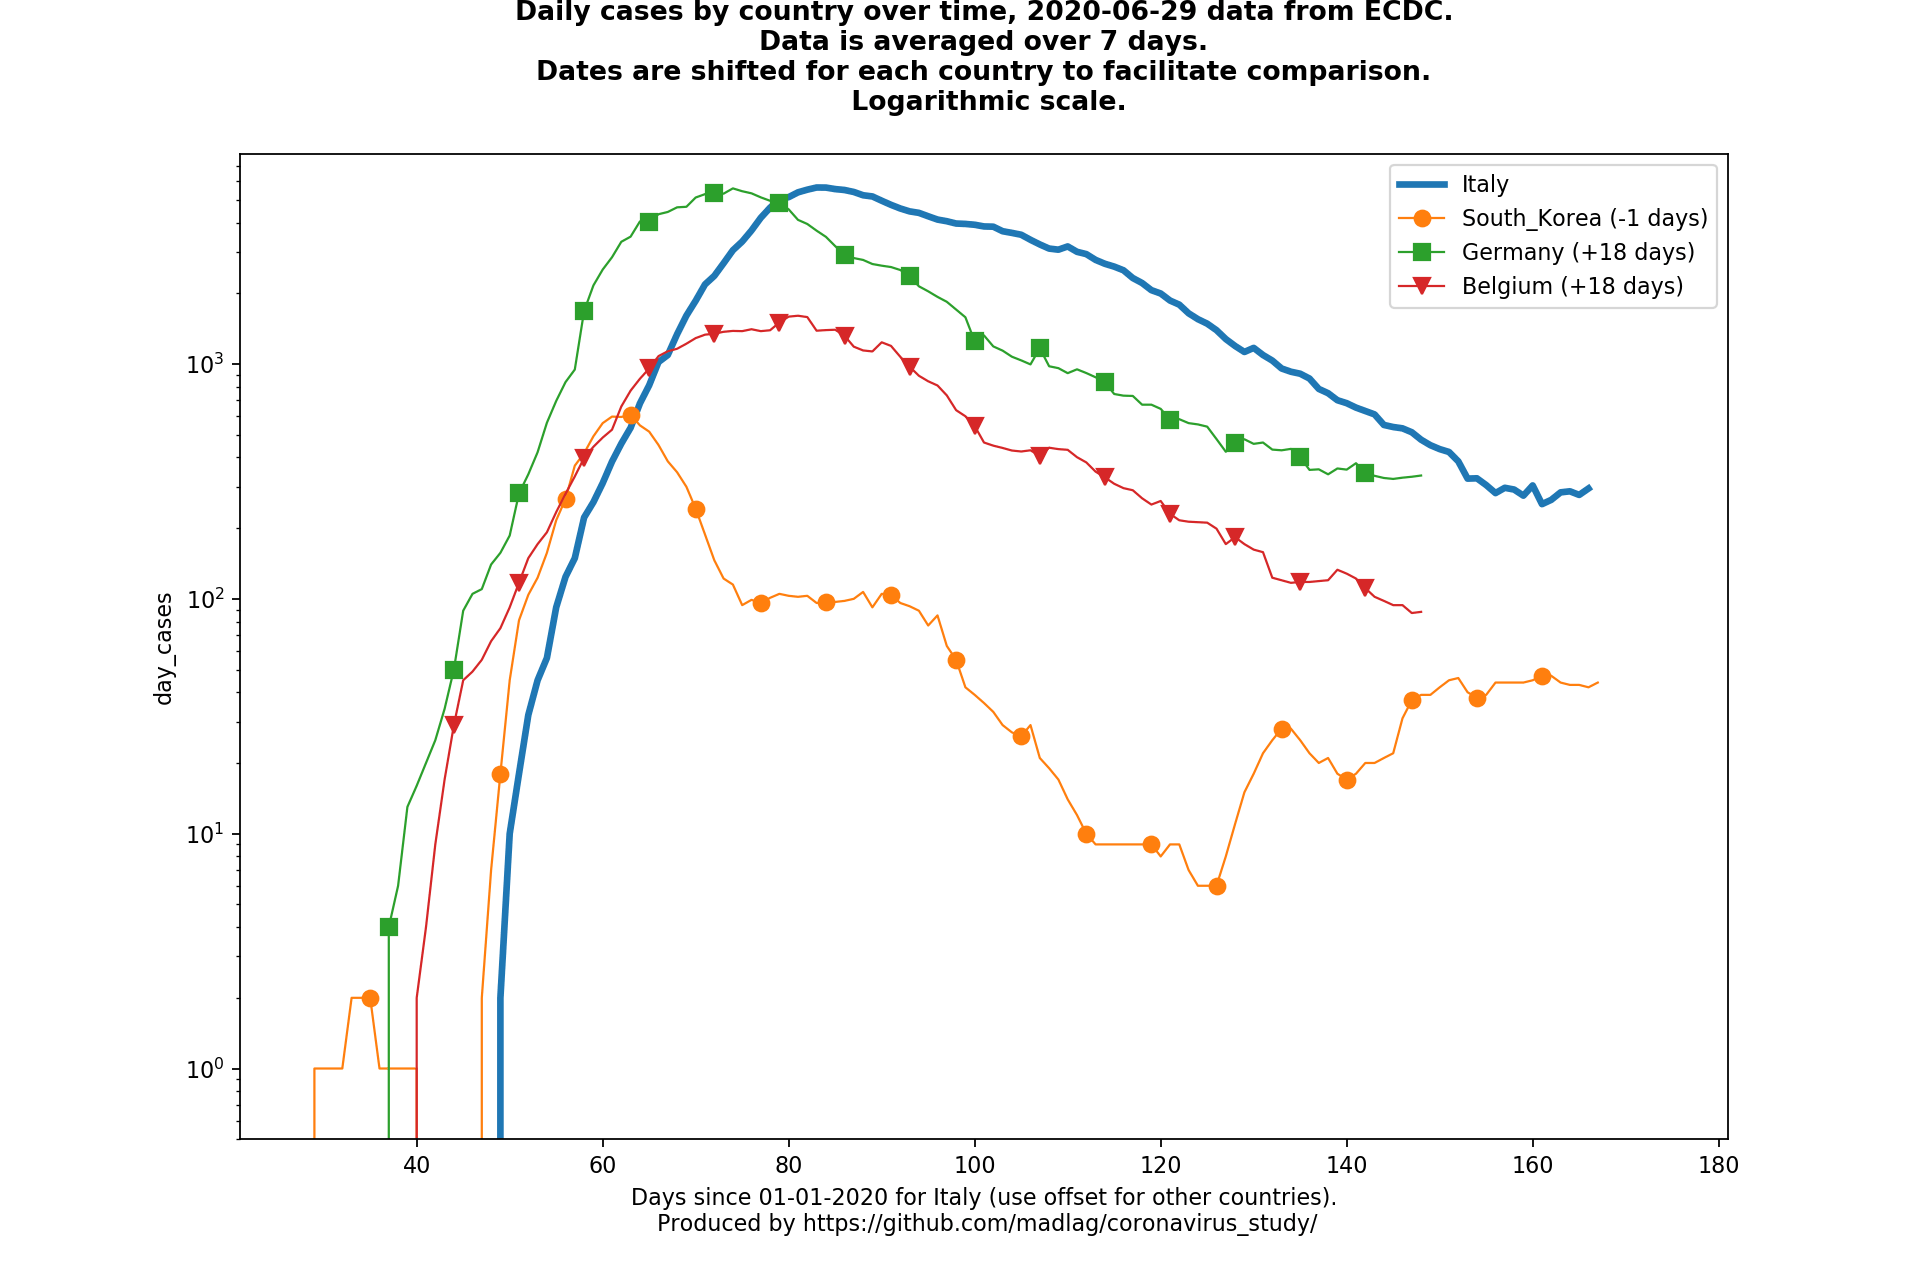 Daily cases by country over time, 2020-06-29 data from ECDC.
Data is averaged over 7 days.
Dates are shifted for each country to facilitate comparison.
Logarithmic scale.
Italy
South_Korea (-1 days)
Germany (+18 days)
Belgium (+18 days)
day_cases
10³
10²
10¹
10⁰
40 60 80 100 120 140 160 180
Days since 01-01-2020 for Italy (use offset for other countries).
Produced by https://github.com/madlag/coronavirus_study/